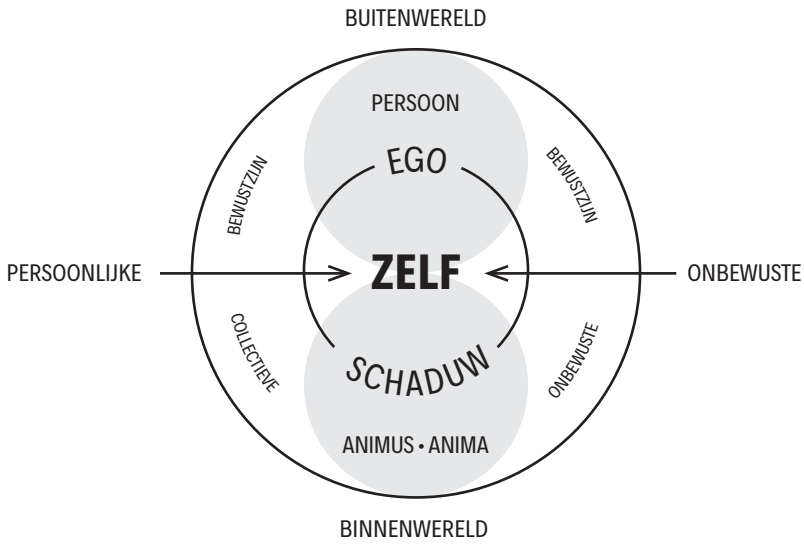 BUITENWERELD
PERSOON
EGO
BEWUSTZIJN
BEWUSTZIJN
PERSOONLIJKE
ZELF
ONBEWUSTE
COLLECTIEVE
ONBEWUSTE
SCHADUW
ANIMUS • ANIMA
BINNENWERELD